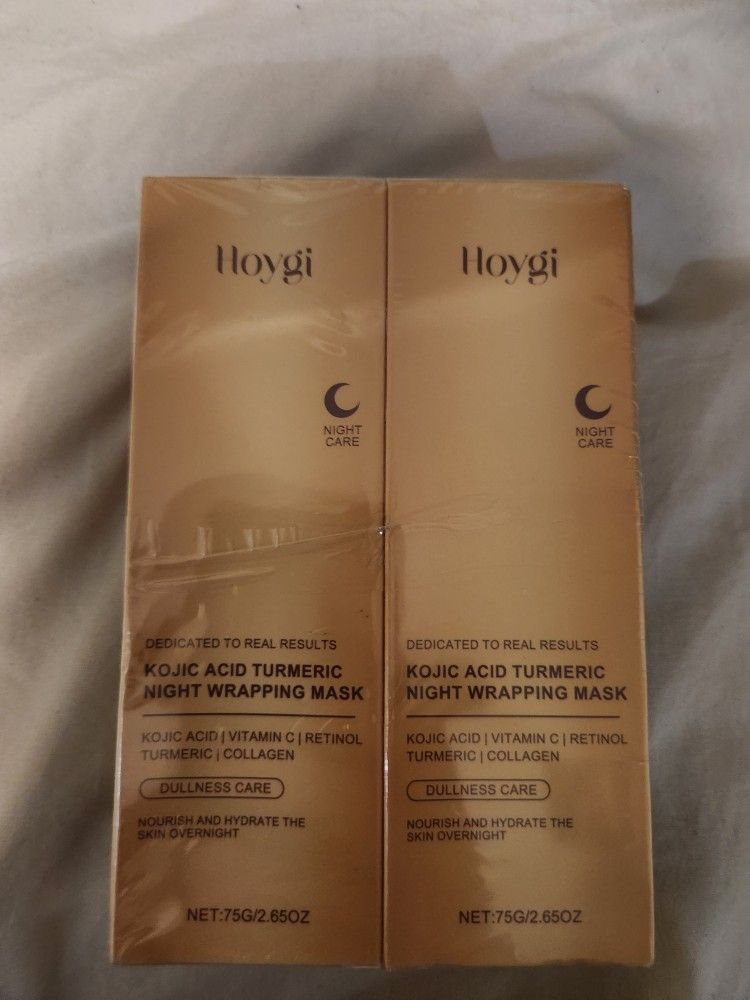 Hoygi
NIGHT
CARE
DEDICATED TO REAL RESULTS
KOJIC ACID TURMERIC
NIGHT WRAPPING MASK
KOJIC ACID | VITAMIN C | RETINOL
TURMERIC | COLLAGEN
DULLNESS CARE
NOURISH AND HYDRATE THE
SKIN OVERNIGHT
NET:75G/2.65OZ
Hoygi
NIGHT
CARE
DEDICATED TO REAL RESULTS
KOJIC ACID TURMERIC
NIGHT WRAPPING MASK
KOJIC ACID | VITAMIN C | RETINOL
TURMERIC | COLLAGEN
DULLNESS CARE
NOURISH AND HYDRATE THE
SKIN OVERNIGHT
NET:75G/2.65OZ